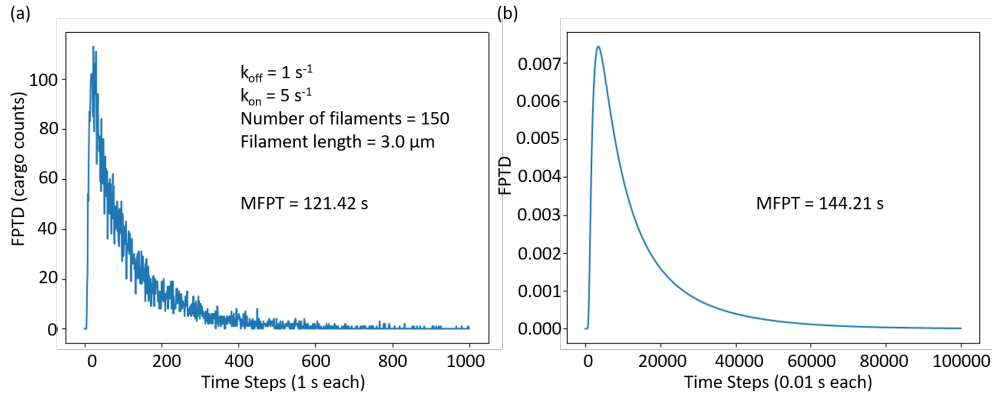 (a)
FPTD (cargo counts)
100
80
60
40
20
0
k_off = 1 s⁻¹
k_on = 5 s⁻¹
Number of filaments = 150
Filament length = 3.0 μm
MFPT = 121.42 s
0 200 400 600 800 1000
Time Steps (1 s each)
(b)
FPTD
0.007
0.006
0.005
0.004
0.003
0.002
0.001
0.000
MFPT = 144.21 s
0 20000 40000 60000 80000 100000
Time Steps (0.01 s each)